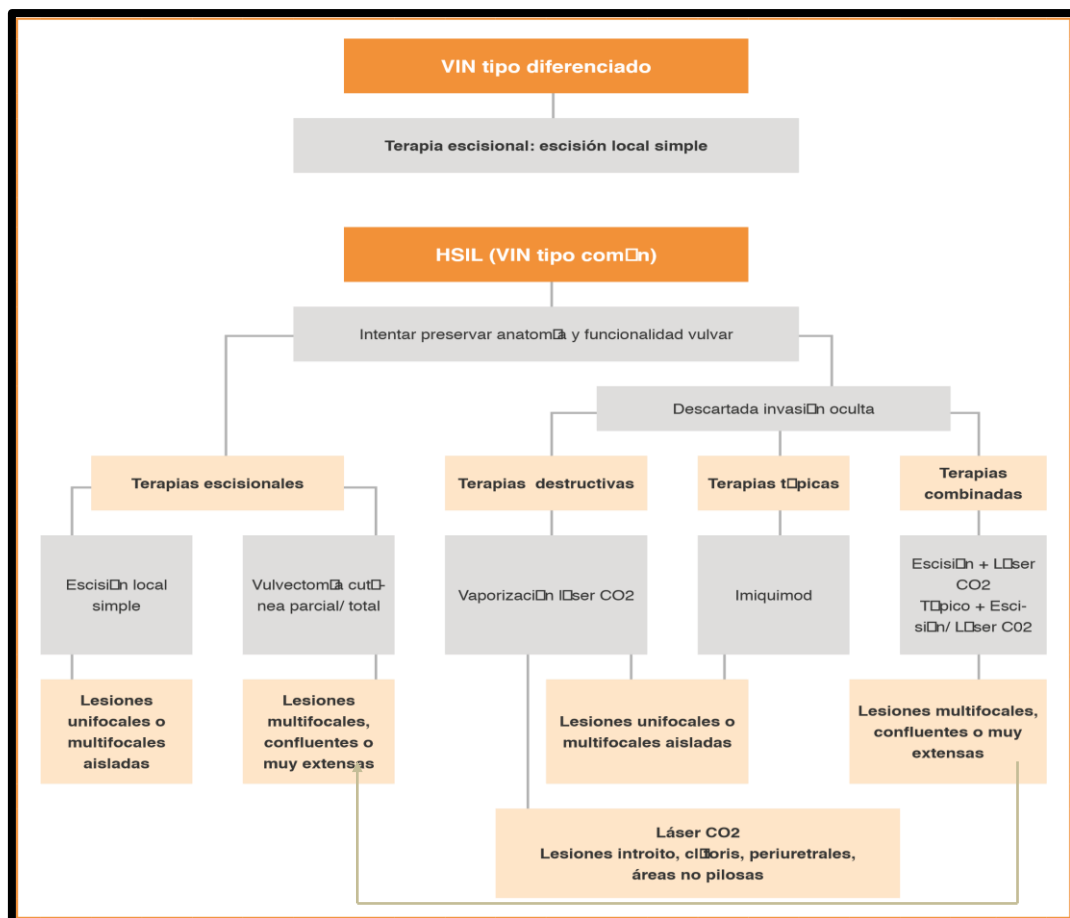 VIN tipo diferenciado
Terapia escisional: escisión local simple
HSIL (VIN tipo com□n)
Intentar preservar anatom□a y funcionalidad vulvar
Descartada invasi□n oculta
Terapias escisionales
Terapias destructivas
Terapias t□picas
Terapias
combinadas
Escisi□n local
simple
Vulvectom□a cut□-
nea parcial/ total
Vaporizaci□n l□ser CO2
Imiquimod
Escisi□n + L□ser
CO2
T□pico + Esci-
si□n/ L□ser C02
Lesiones
unifocales o
multifocales
aisladas
Lesiones
multifocales,
confluentes o
muy extensas
Lesiones unifocales o
multifocales aisladas
Lesiones multifocales,
confluentes o muy
extensas
Láser CO2
Lesiones introito, cl□toris, periuretrales,
áreas no pilosas